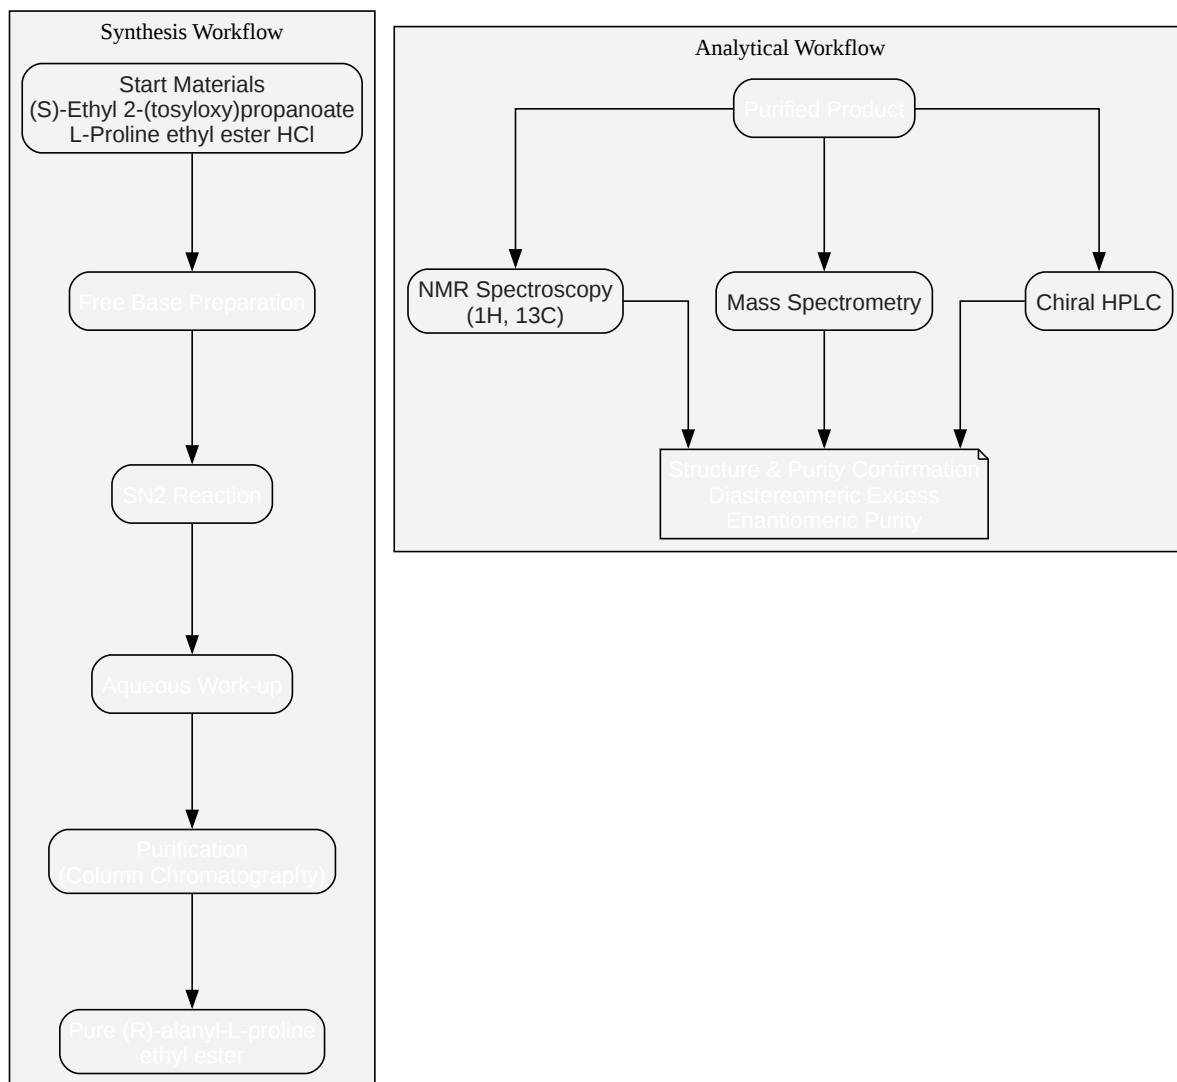 Synthesis Workflow
Start Materials
(S)-Ethyl 2-(tosyloxy)propanoate
L-Proline ethyl ester HCl
Free Base Preparation
SN2 Reaction
Aqueous Work-up
Purification
(Column Chromatography)
Pure (R)-alanyl-L-proline
ethyl ester
Analytical Workflow
Purified Product
NMR Spectroscopy
(1H, 13C)
Mass Spectrometry
Chiral HPLC
Structure & Purity Confirmation
Diastereomeric Excess
Enantiomeric Purity